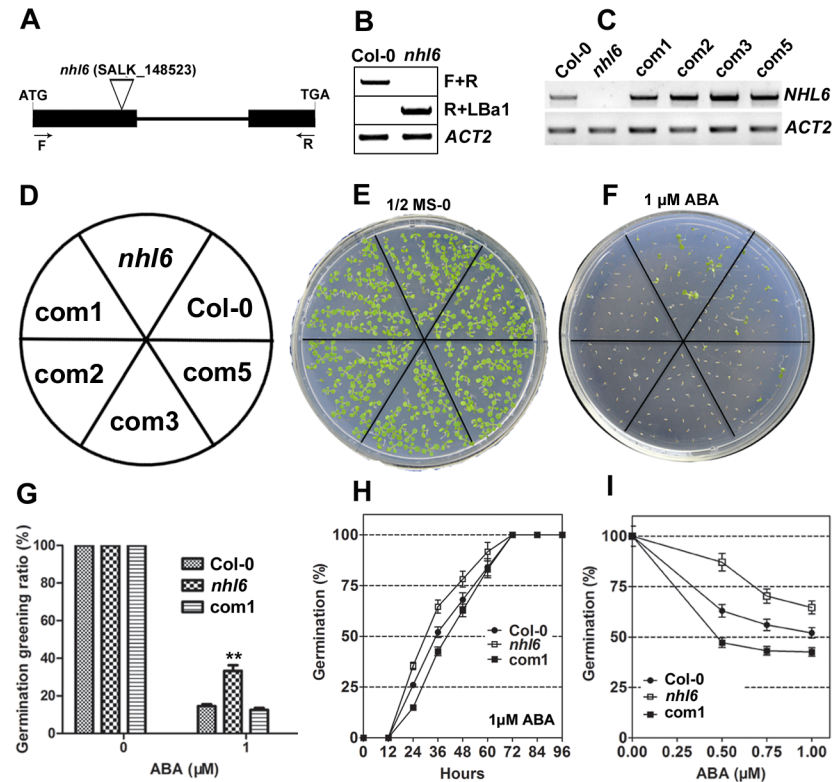 A
nhl6 (SALK_148523)
ATG
TGA
F
R
B
Col-0 nhl6
F+R
R+LBa1
ACT2
C
Col-0 nhl6 com1 com2 com3 com5
NHL6
ACT2
D
nhl6
com1
Col-0
com2
com5
com3
E
1/2 MS-0
F
1 µM ABA
G
Germination greening ratio (%)
100
80
60
40
20
0
Col-0
nhl6
com1
**
0 1
ABA (µM)
H
Germination (%)
100
75
50
25
0
Col-0
nhl6
com1
1µM ABA
0 12 24 36 48 60 72 84 96
Hours
I
Germination (%)
100
75
50
25
0
Col-0
nhl6
com1
0.00 0.25 0.50 0.75 1.00
ABA (µM)